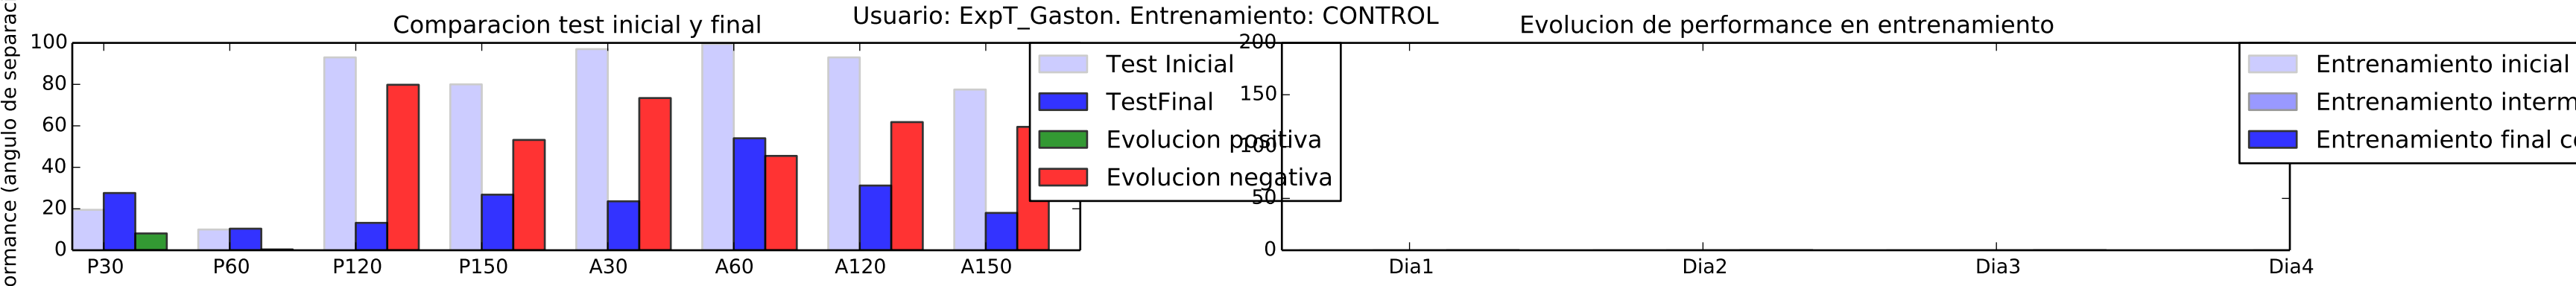 Usuario: ExpT_Gaston. Entrenamiento: CONTROL
Comparacion test inicial y final
ormance (angulo de separac
100
80
60
40
20
0
P30 P60 P120 P150 A30 A60 A120 A150
Test Inicial
TestFinal
Evolucion positiva
Evolucion negativa
Evolucion de performance en entrenamiento
200
150
100
50
0
Dia1 Dia2 Dia3 Dia4
Entrenamiento inicial
Entrenamiento interm
Entrenamiento final co